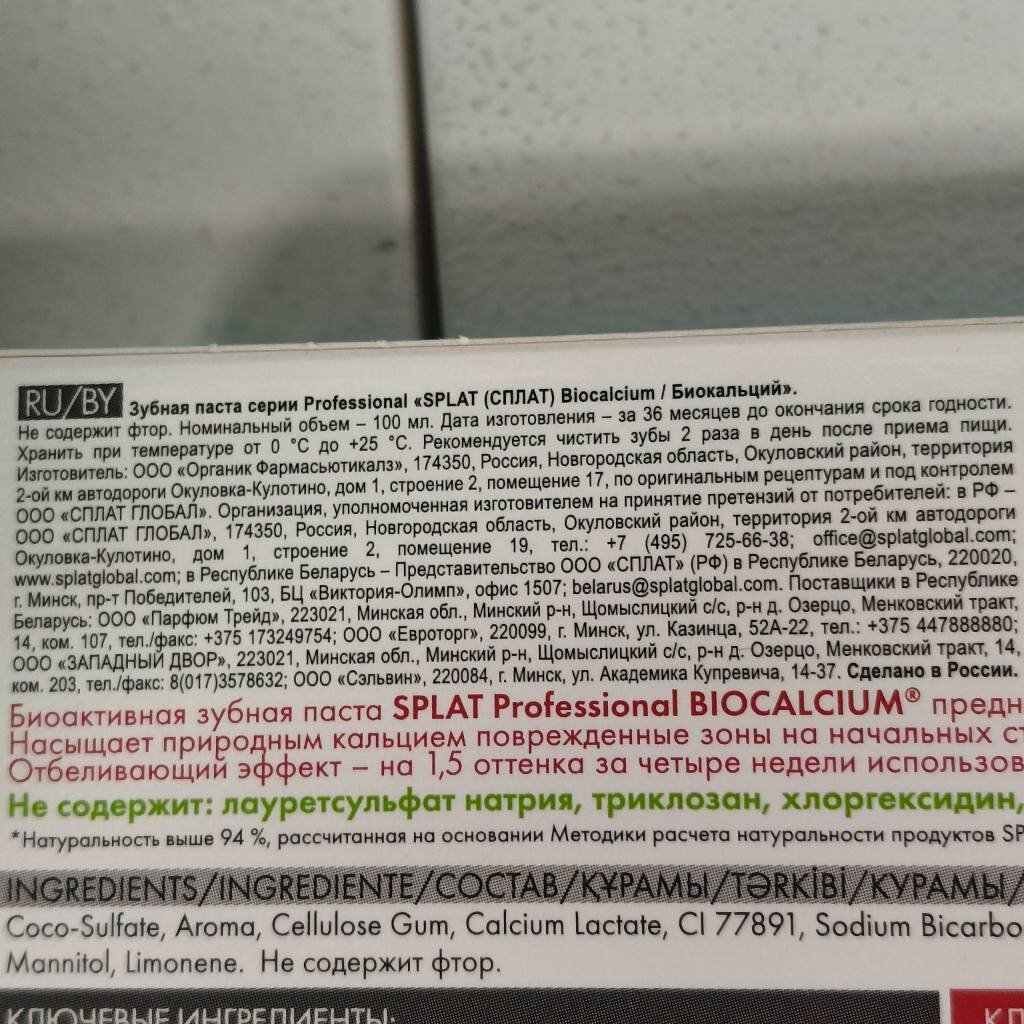 RU/BY Зубная паста серии Professional «SPLAT (СПЛАТ) Biocalcium / Биокальций».
Не содержит фтор. Номинальный объем – 100 мл. Дата изготовления – за 36 месяцев до окончания срока годности.
Хранить при температуре от 0 °С до +25 °С. Рекомендуется чистить зубы 2 раза в день после приема пищи.
Изготовитель: ООО «Органик Фармасьютикалз», 174350, Россия, Новгородская область, Окуловский район, территория
2-ой км автодороги Окуловка-Кулотино, дом 1, строение 2, помещение 17, по оригинальным рецептурам и под контролем
ООО «СПЛАТ ГЛОБАЛ». Организация, уполномоченная изготовителем на принятие претензий от потребителей: в РФ –
ООО «СПЛАТ ГЛОБАЛ», 174350, Россия, Новгородская область, Окуловский район, территория 2-ой км автодороги
Окуловка-Кулотино, дом 1, строение 2, помещение 19, тел.: +7 (495) 725-66-38; office@splatglobal.com;
www.splatglobal.com; в Республике Беларусь – Представительство ООО «СПЛАТ» (РФ) в Республике Беларусь, 220020,
г. Минск, пр-т Победителей, 103, БЦ «Виктория-Олимп», офис 1507; belarus@splatglobal.com. Поставщики в Республике
Беларусь: ООО «Парфюм Трейд», 223021, Минская обл., Минский р-н, Щомыслицкий с/с, р-н д. Озерцо, Менковский тракт,
14, ком. 107, тел./факс: +375 173249754; ООО «Евроторг», 220099, г. Минск, ул. Казинца, 52А-22, тел.: +375 447888880;
ООО «ЗАПАДНЫЙ ДВОР», 223021, Минская обл., Минский р-н, Щомыслицкий с/с, р-н д. Озерцо, Менковский тракт, 14,
ком. 203, тел./факс: 8(017)3578632; ООО «Сэльвин», 220084, г. Минск, ул. Академика Купревича, 14-37. Сделано в России.
Биоактивная зубная паста SPLAT Professional BIOCALCIUM® предн
Насыщает природным кальцием поврежденные зоны на начальных ст
Отбеливающий эффект – на 1,5 оттенка за четыре недели использов
Не содержит: лауретсульфат натрия, триклозан, хлоргексидин,
*Натуральность выше 94 %, рассчитанная на основании Методики расчета натуральности продуктов SP
INGREDIENTS/INGREDIENTE/СОСТАВ/ҚҰРАМЫ/TƏRKİBİ/КУРАМЫ/
Coco-Sulfate, Aroma, Cellulose Gum, Calcium Lactate, CI 77891, Sodium Bicarbo
Mannitol, Limonene. Не содержит фтор.
КЛЮЧЕВЫЕ ИНГРЕДИЕНТЫ: